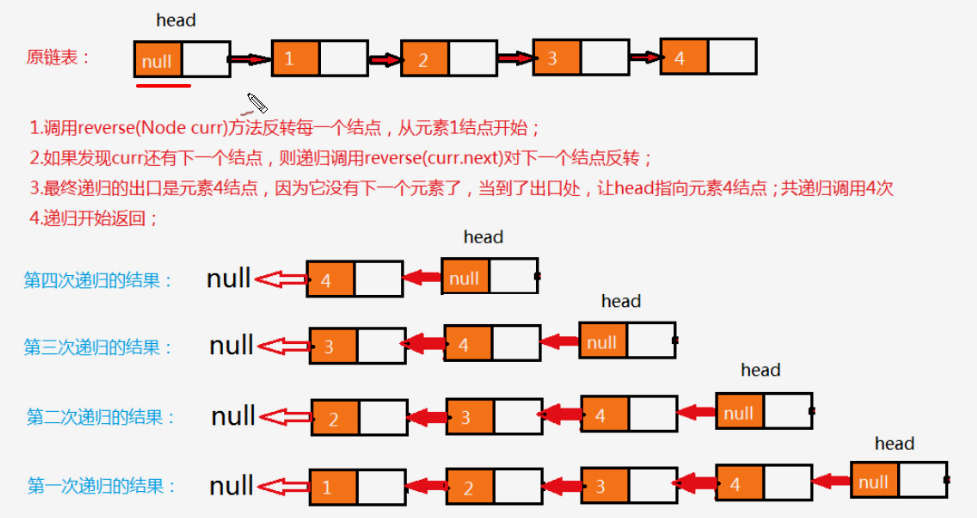 head
原链表：
null 1 2 3 4
1.调用reverse(Node curr)方法反转每一个结点，从元素1结点开始；
2.如果发现curr还有下一个结点，则递归调用reverse(curr.next)对下一个结点反转；
3.最终递归的出口是元素4结点，因为它没有下一个元素了，当到了出口处，让head指向元素4结点；共递归调用4次
4.递归开始返回；
head
第四次递归的结果： null 4 null
head
第三次递归的结果： null 3 4 null
head
第二次递归的结果： null 2 3 4 null
head
第一次递归的结果： null 1 2 3 4 null